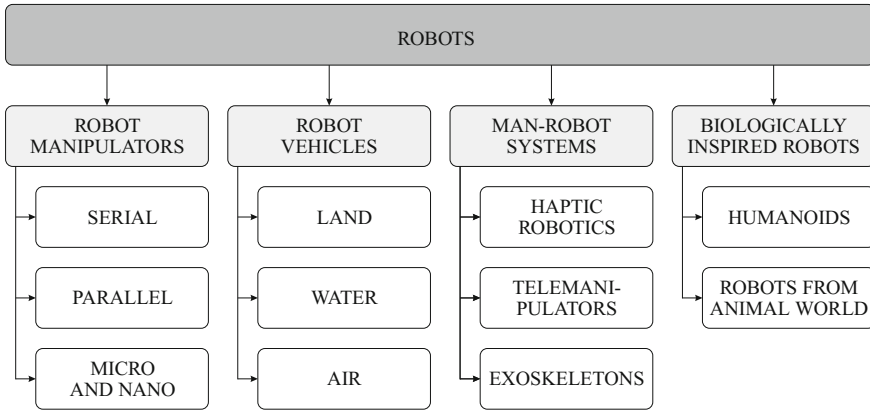 ROBOTS
ROBOT
MANIPULATORS
SERIAL
PARALLEL
MICRO
AND NANO
ROBOT
VEHICLES
LAND
WATER
AIR
MAN-ROBOT
SYSTEMS
HAPTIC
ROBOTICS
TELEMANI-
PULATORS
EXOSKELETONS
BIOLOGICALLY
INSPIRED ROBOTS
HUMANOIDS
ROBOTS FROM
ANIMAL WORLD